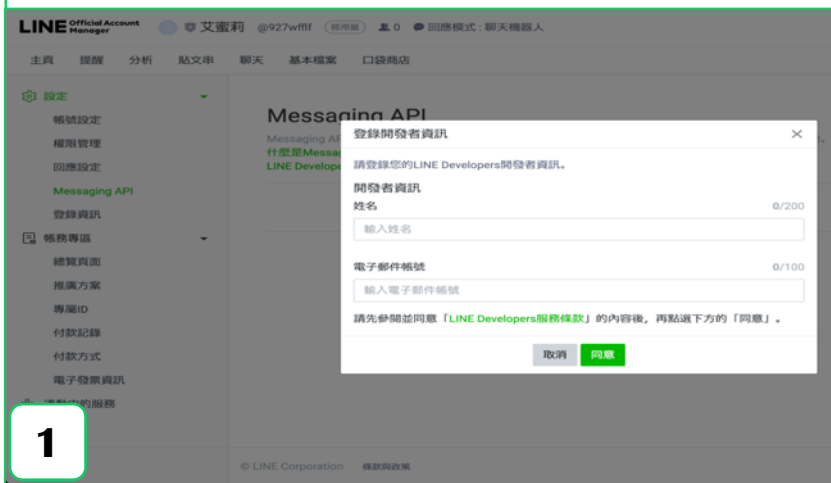 LINE Official Account Manager
艾蜜莉 @927wfflf 0 回應模式 : 聊天機器人
主頁 提醒 分析 貼文串 聊天 基本檔案 口袋商店
設定
帳號設定
權限管理
回應設定
Messaging API
登錄資訊
帳務專區
總覽頁面
推廣方案
專屬ID
付款記錄
付款方式
電子發票資訊
Messaging API
Messaging AP
什麼是Messag
LINE Develope
登錄開發者資訊
請登錄您的LINE Developers開發者資訊。
開發者資訊
姓名 0/200
輸入姓名
電子郵件帳號 0/100
輸入電子郵件帳號
請先參閱並同意「LINE Developers服務條款」的內容後，再點選下方的「同意」。
取消 同意
1
© LINE Corporation 條款與政策